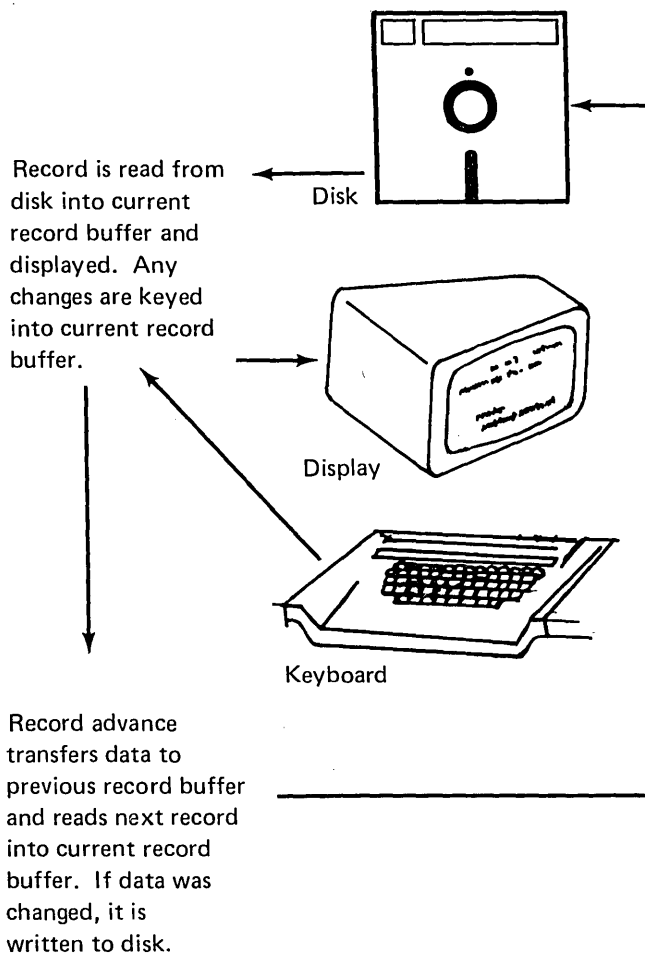 Record is read from
disk into current
record buffer and
displayed. Any
changes are keyed
into current record
buffer.
Disk
Display
Keyboard
Record advance
transfers data to
previous record buffer
and reads next record
into current record
buffer. If data was
changed, it is
written to disk.